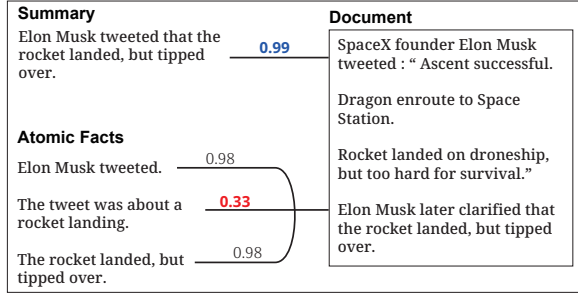 Summary
Elon Musk tweeted that the
rocket landed, but tipped
over.
0.99
Atomic Facts
Elon Musk tweeted.
0.98
The tweet was about a
rocket landing.
0.33
The rocket landed, but
tipped over.
0.98
Document
SpaceX founder Elon Musk
tweeted : “ Ascent successful.
Dragon enroute to Space
Station.
Rocket landed on droneship,
but too hard for survival.”
Elon Musk later clarified that
the rocket landed, but tipped
over.